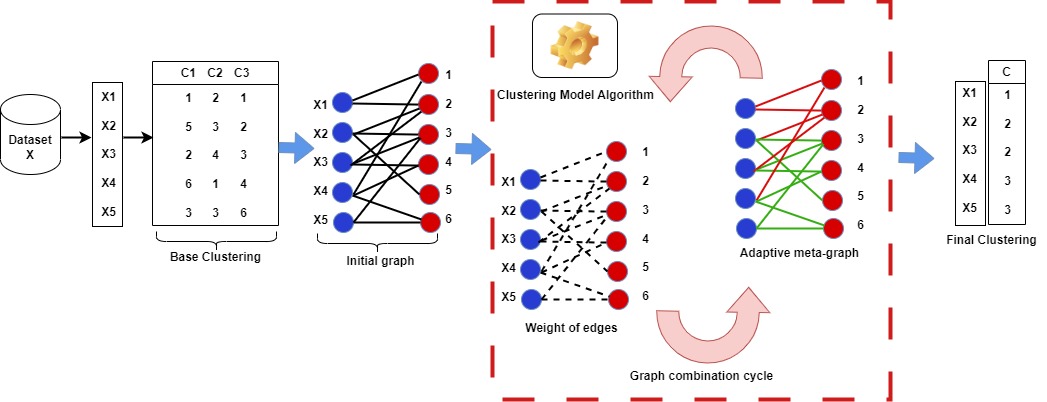 Dataset
X
X1
X2
X3
X4
X5
C1 C2 C3
1 2 1
5 3 2
2 4 3
6 1 4
3 3 6
Base Clustering
X1
X2
X3
X4
X5
1
2
3
4
5
6
Initial graph
Clustering Model Algorithm
X1
X2
X3
X4
X5
1
2
3
4
5
6
Weight of edges
1
2
3
4
5
6
Adaptive meta-graph
Graph combination cycle
X1
X2
X3
X4
X5
C
1
2
2
3
3
Final Clustering